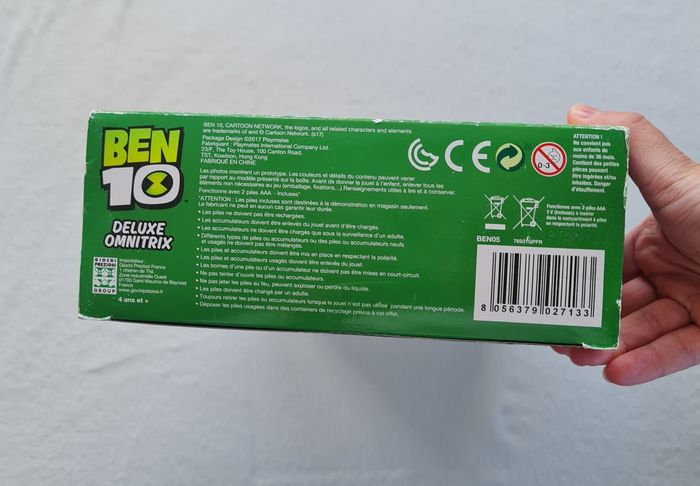 BEN
10
DELUXE
OMNITRIX
GIOCHI
PREZIOSI
GROUP
Importateur :
Giochi Preziosi France
1 chemin de Thil,
Zone industrielle Ouest
01700 Saint Maurice de Beynost
France
www.giochipreziosi.fr
4 ans et +
BEN 10, CARTOON NETWORK, the logos, and all related characters and elements
are trademarks of and © Cartoon Network. (s17)
Package Design ©2017 Playmates
Fabriquant : Playmates International Company Ltd.
23/F, The Toy House, 100 Canton Road,
TST, Kowloon, Hong Kong
FABRIQUÉ EN CHINE
Les photos montrent un prototype. Les couleurs et détails du contenu peuvent varier
par rapport au modèle présenté sur la boîte. Avant de donner le jouet à l'enfant, enlever tous les
éléments non nécessaires au jeu (emballage, fixations...) Renseignements utiles à lire et à conserver.
Fonctionne avec 2 piles AAA - Incluses*
*ATTENTION : Les piles incluses sont destinées à la démonstration en magasin seulement.
Le fabricant ne peut en aucun cas garantir leur durée.
• Les piles ne doivent pas être rechargées.
• Les accumulateurs doivent être enlevés du jouet avant d'être chargés.
• Les accumulateurs ne doivent être chargés que sous la surveillance d'un adulte.
• Différents types de piles ou accumulateurs ou des piles ou accumulateurs neufs
et usagés ne doivent pas être mélangés.
• Les piles et accumulateurs doivent être mis en place en respectant la polarité.
• Les piles et accumulateurs usagés doivent être enlevés du jouet.
• Les bornes d'une pile ou d'un accumulateur ne doivent pas être mises en court-circuit.
• Ne pas tenter d'ouvrir les piles ou accumulateurs.
• Ne pas jeter les piles au feu, peuvent exploser ou perdre du liquide.
• Les piles doivent être changé par un adulte.
• Toujours retirer les piles ou accumulateurs lorsque le jouet n'est pas utilisé pendant une longue période.
• Déposer les piles usagées dans des containers de recyclage prévus à cet effet.
CE
0-3
ATTENTION !
Ne convient pas
aux enfants de
moins de 36 mois.
Contient des petites
pièces pouvant
être ingérées et/ou
inhalées. Danger
d'étouffement.
Fonctionne avec 2 piles AAA
3 V (incluses) à insérer
dans le compartiment à piles
en respectant la polarité.
BEN05
8 056379 027133